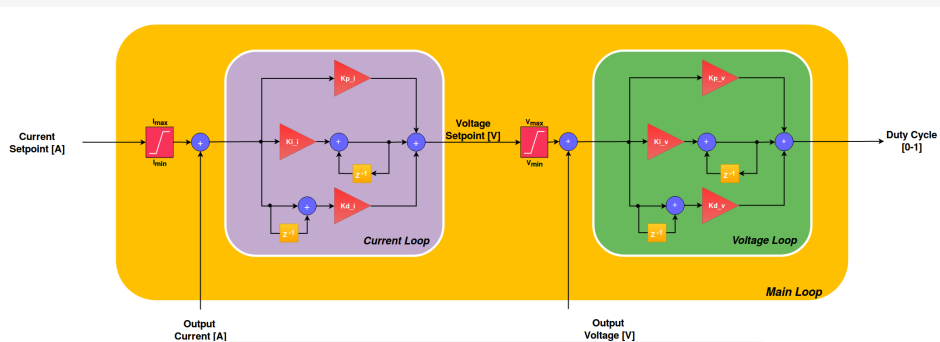 Current
Setpoint [A]
Imax
Imin
+
Kp_i
Ki_i
+
+
z-1
+
Kd_i
z-1
Current Loop
Voltage
Setpoint [V]
Vmax
Vmin
+
Kp_v
Ki_v
+
+
z-1
+
Kd_v
z-1
Voltage Loop
Duty Cycle
[0-1]
Main Loop
Output
Current [A]
Output
Voltage [V]